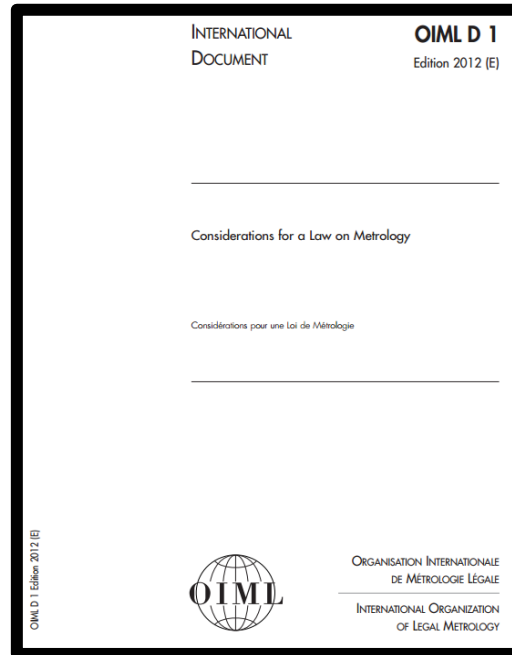 INTERNATIONAL
DOCUMENT
OIML D 1
Edition 2012 (E)
Considerations for a Law on Metrology
Considérations pour une Loi de Métrologie
OIML D 1 Edition 2012 (E)
OIML
ORGANISATION INTERNATIONALE
DE MÉTROLOGIE LÉGALE
INTERNATIONAL ORGANIZATION
OF LEGAL METROLOGY